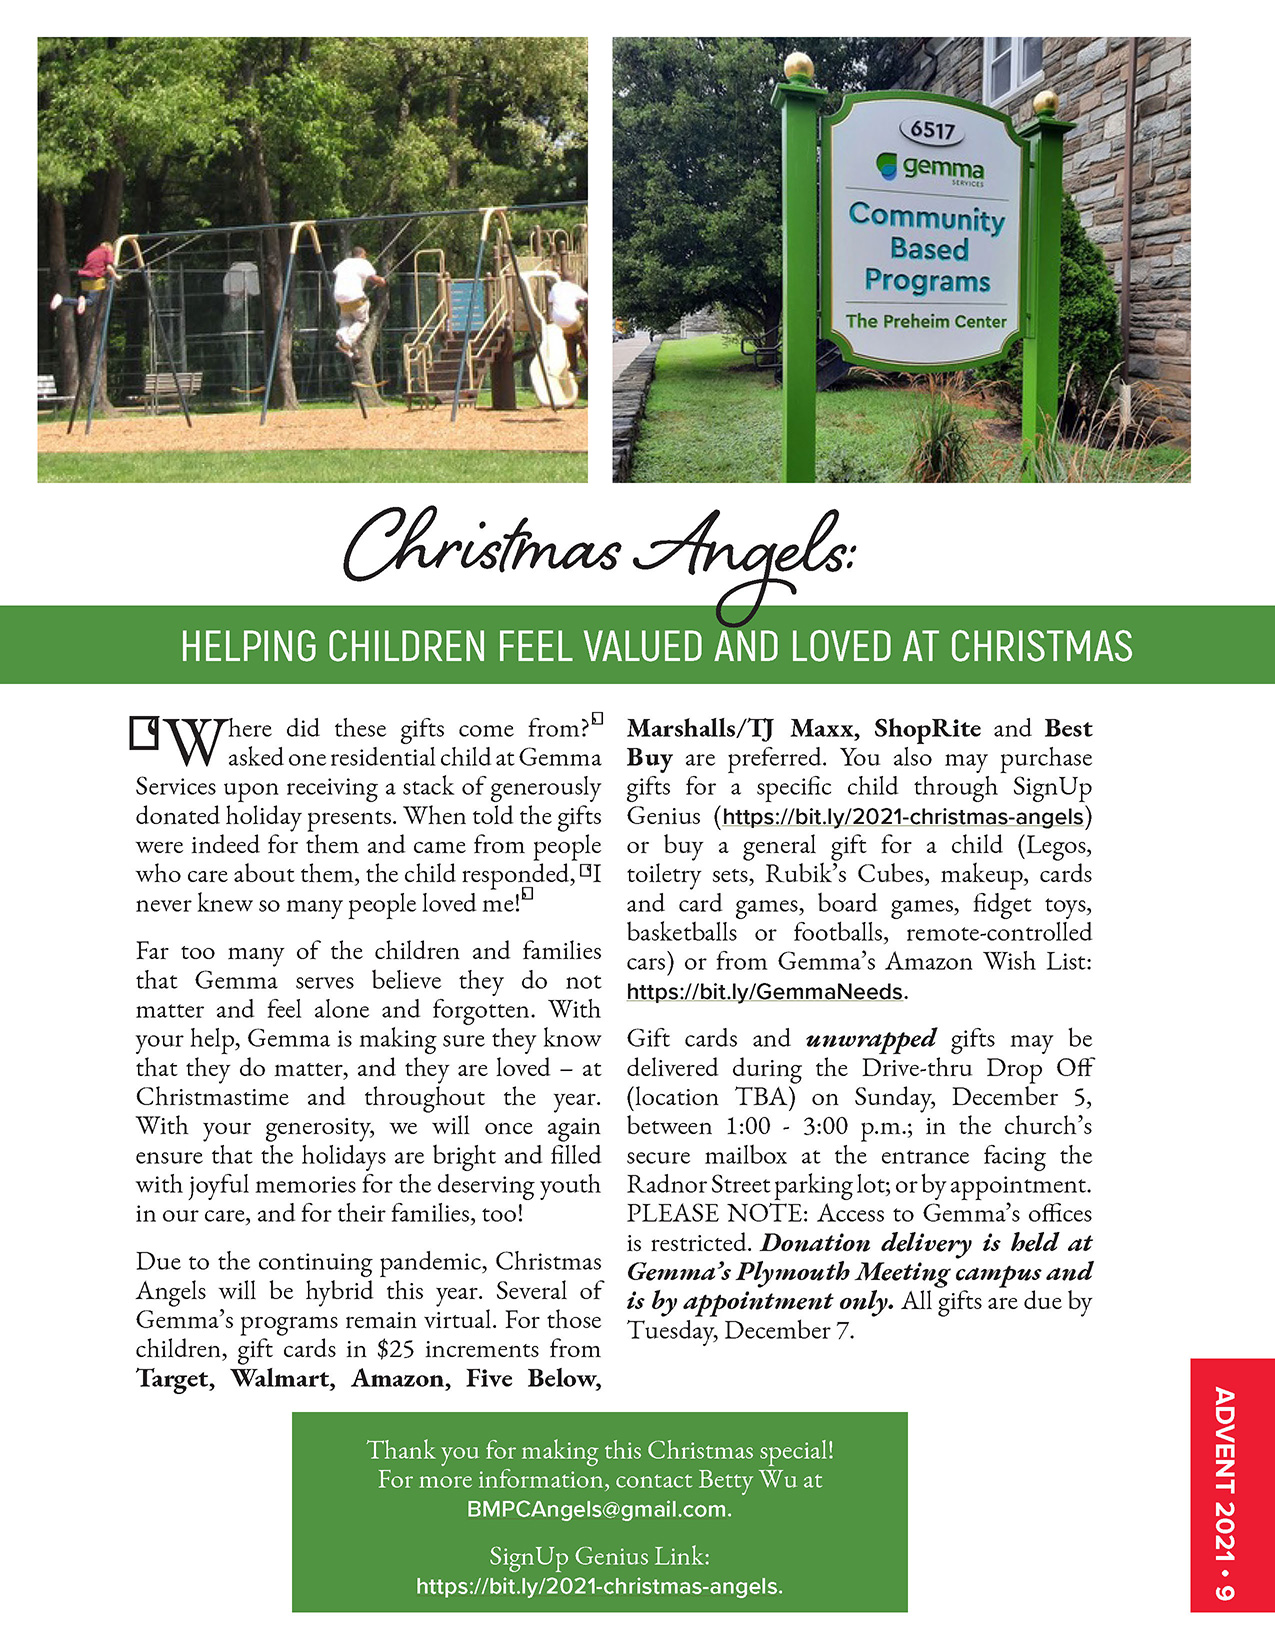 6517
gemma
SERVICES
Community
Based
Programs
The Preheim Center
Christmas Angels:
HELPING CHILDREN FEEL VALUED AND LOVED AT CHRISTMAS
“Where did these gifts come from?”
asked one residential child at Gemma
Services upon receiving a stack of generously
donated holiday presents. When told the gifts
were indeed for them and came from people
who care about them, the child responded, “I
never knew so many people loved me!”
Far too many of the children and families
that Gemma serves believe they do not
matter and feel alone and forgotten. With
your help, Gemma is making sure they know
that they do matter, and they are loved – at
Christmastime and throughout the year.
With your generosity, we will once again
ensure that the holidays are bright and filled
with joyful memories for the deserving youth
in our care, and for their families, too!
Due to the continuing pandemic, Christmas
Angels will be hybrid this year. Several of
Gemma’s programs remain virtual. For those
children, gift cards in $25 increments from
Target, Walmart, Amazon, Five Below,
Marshalls/TJ Maxx, ShopRite and Best
Buy are preferred. You also may purchase
gifts for a specific child through SignUp
Genius (https://bit.ly/2021-christmas-angels)
or buy a general gift for a child (Legos,
toiletry sets, Rubik’s Cubes, makeup, cards
and card games, board games, fidget toys,
basketballs or footballs, remote-controlled
cars) or from Gemma’s Amazon Wish List:
https://bit.ly/GemmaNeeds.
Gift cards and unwrapped gifts may be
delivered during the Drive-thru Drop Off
(location TBA) on Sunday, December 5,
between 1:00 - 3:00 p.m.; in the church’s
secure mailbox at the entrance facing the
Radnor Street parking lot; or by appointment.
PLEASE NOTE: Access to Gemma’s offices
is restricted. Donation delivery is held at
Gemma’s Plymouth Meeting campus and
is by appointment only. All gifts are due by
Tuesday, December 7.
Thank you for making this Christmas special!
For more information, contact Betty Wu at
BMPCAngels@gmail.com.
SignUp Genius Link:
https://bit.ly/2021-christmas-angels.
ADVENT 2021 • 9